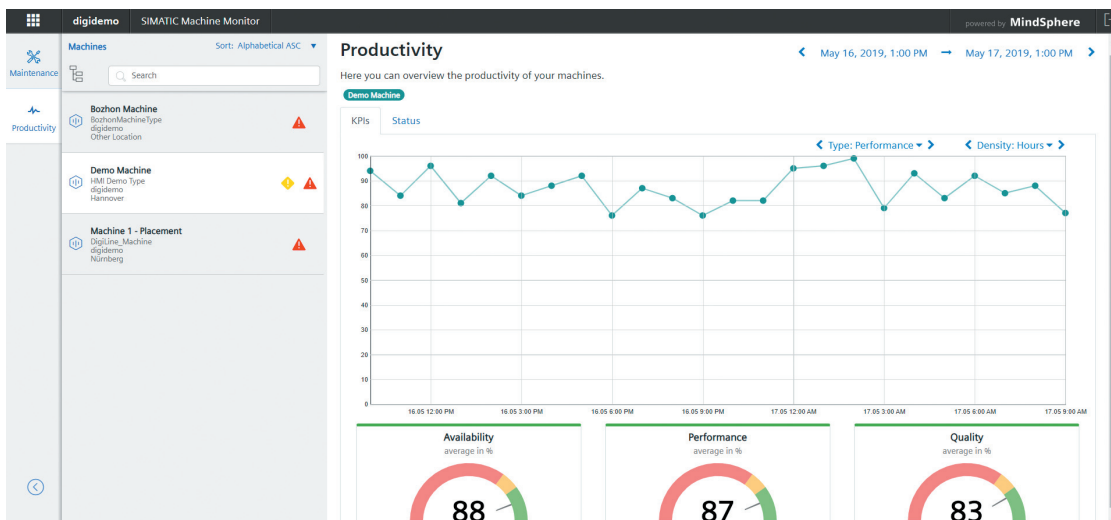 digidemo SIMATIC Machine Monitor powered by MindSphere
Maintenance
Productivity
Machines Sort: Alphabetical ASC
Search
Bozhon Machine
BozhonMachineType
digidemo
Other Location
Demo Machine
HMI Demo Type
digidemo
Hannover
Machine 1 - Placement
DigiLine_Machine
digidemo
Nürnberg
Productivity
May 16, 2019, 1:00 PM → May 17, 2019, 1:00 PM
Here you can overview the productivity of your machines.
Demo Machine
KPIs Status
Type: Performance Density: Hours
100
90
80
70
60
50
40
30
20
10
0
16.05 12:00 PM 16.05 3:00 PM 16.05 6:00 PM 16.05 9:00 PM 17.05 12:00 AM 17.05 3:00 AM 17.05 6:00 AM 17.05 9:00 AM
Availability
average in %
88
Performance
average in %
87
Quality
average in %
83